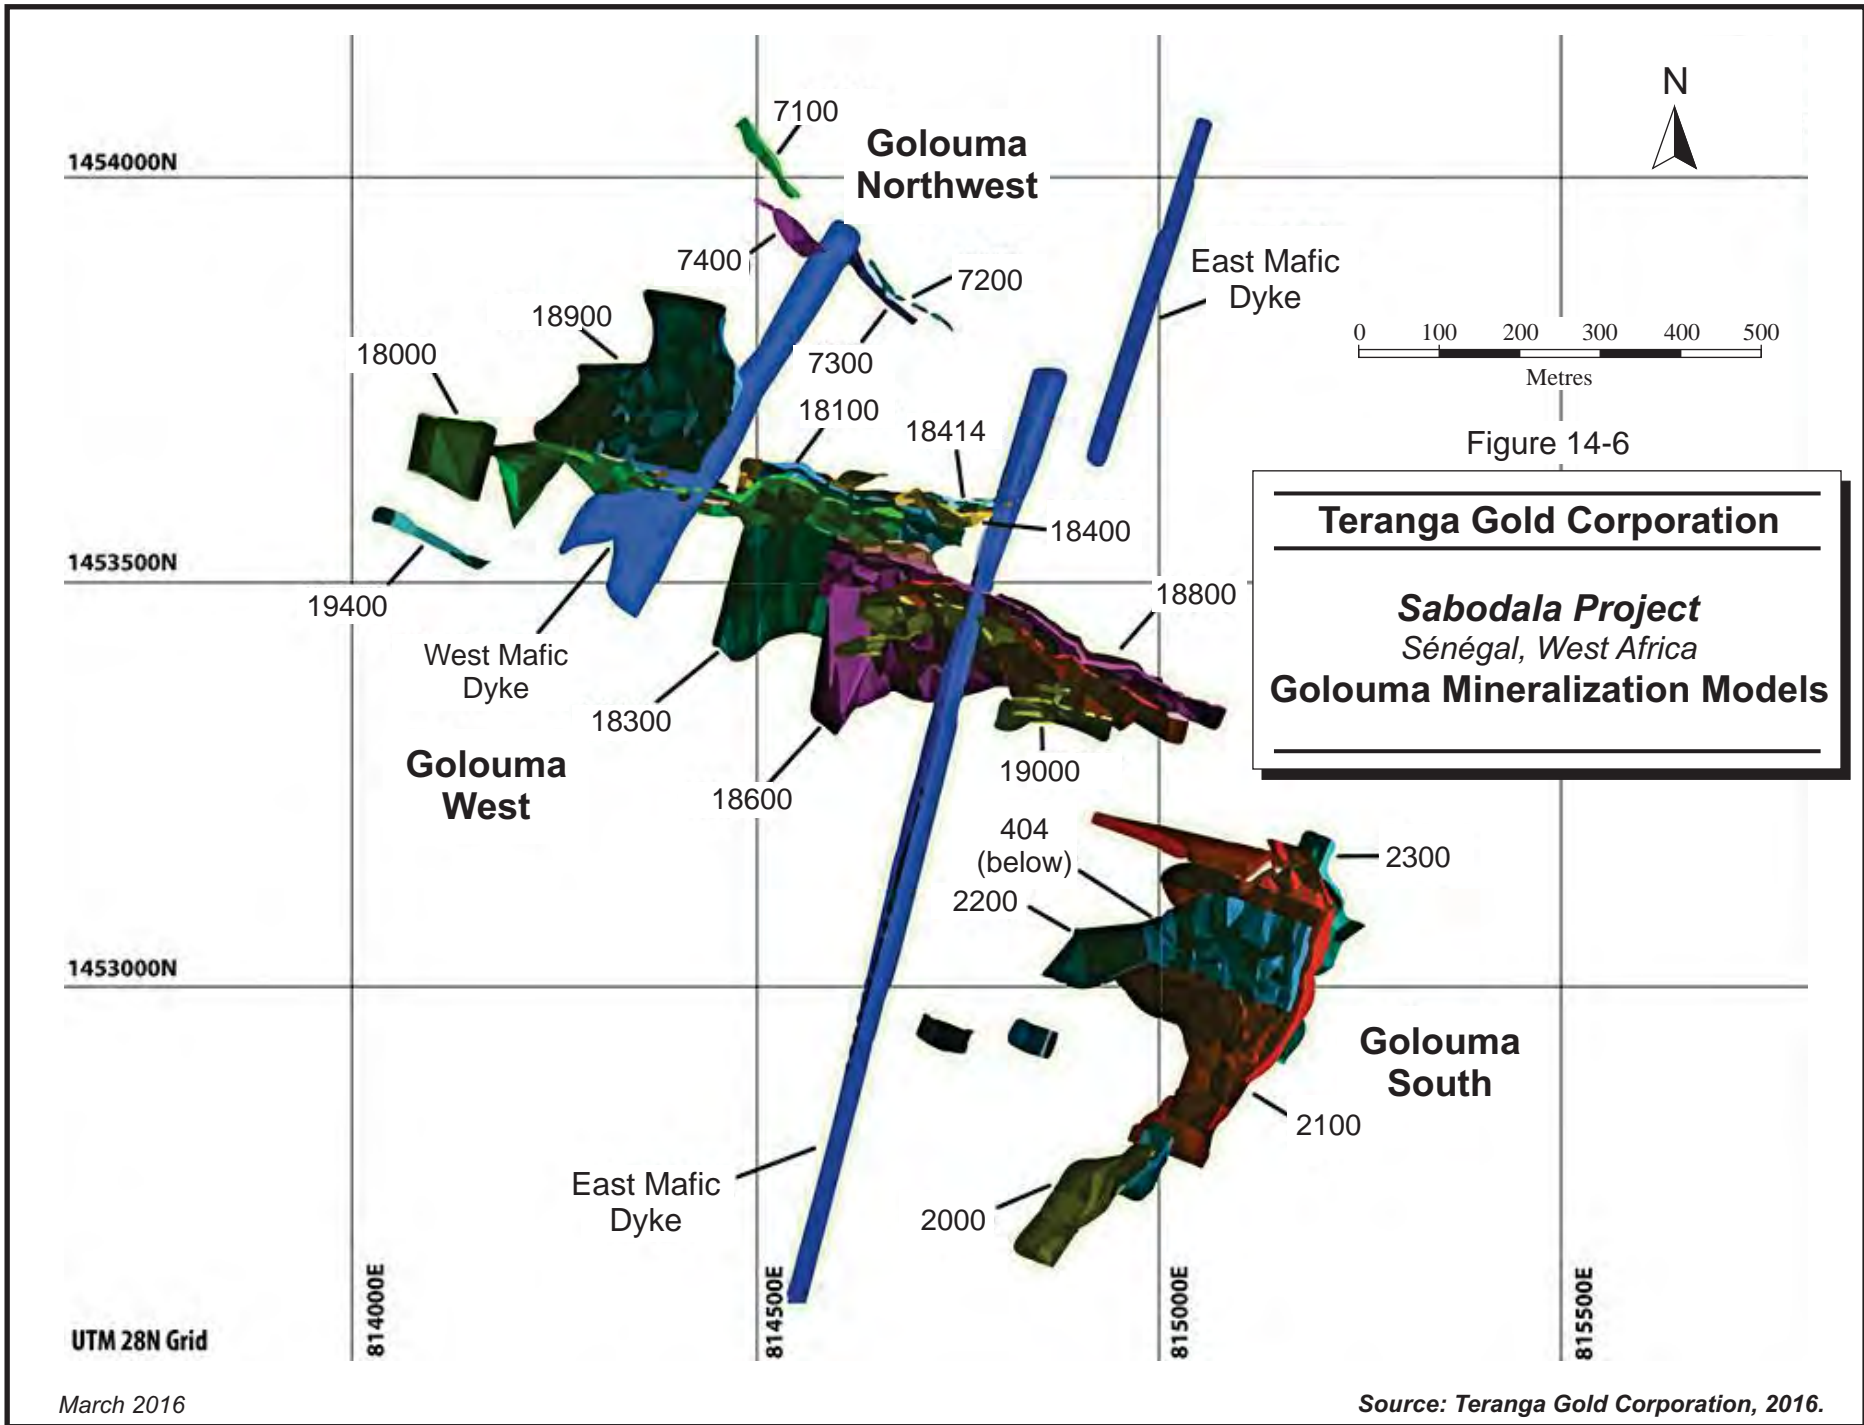 7100
Golouma
Northwest
N
1454000N
7400
7200
East Mafic
Dyke
18900
18000
7300
0 100 200 300 400 500
Metres
18100
18414
Figure 14-6
Teranga Gold Corporation
18400
1453500N
19400
18800
Sabodala Project
Sénégal, West Africa
Golouma Mineralization Models
West Mafic
Dyke
18300
Golouma
West
18600
19000
404
(below)
2300
2200
1453000N
Golouma
South
2100
East Mafic
Dyke
2000
814000E
814500E
815000E
815500E
UTM 28N Grid
March 2016
Source: Teranga Gold Corporation, 2016.